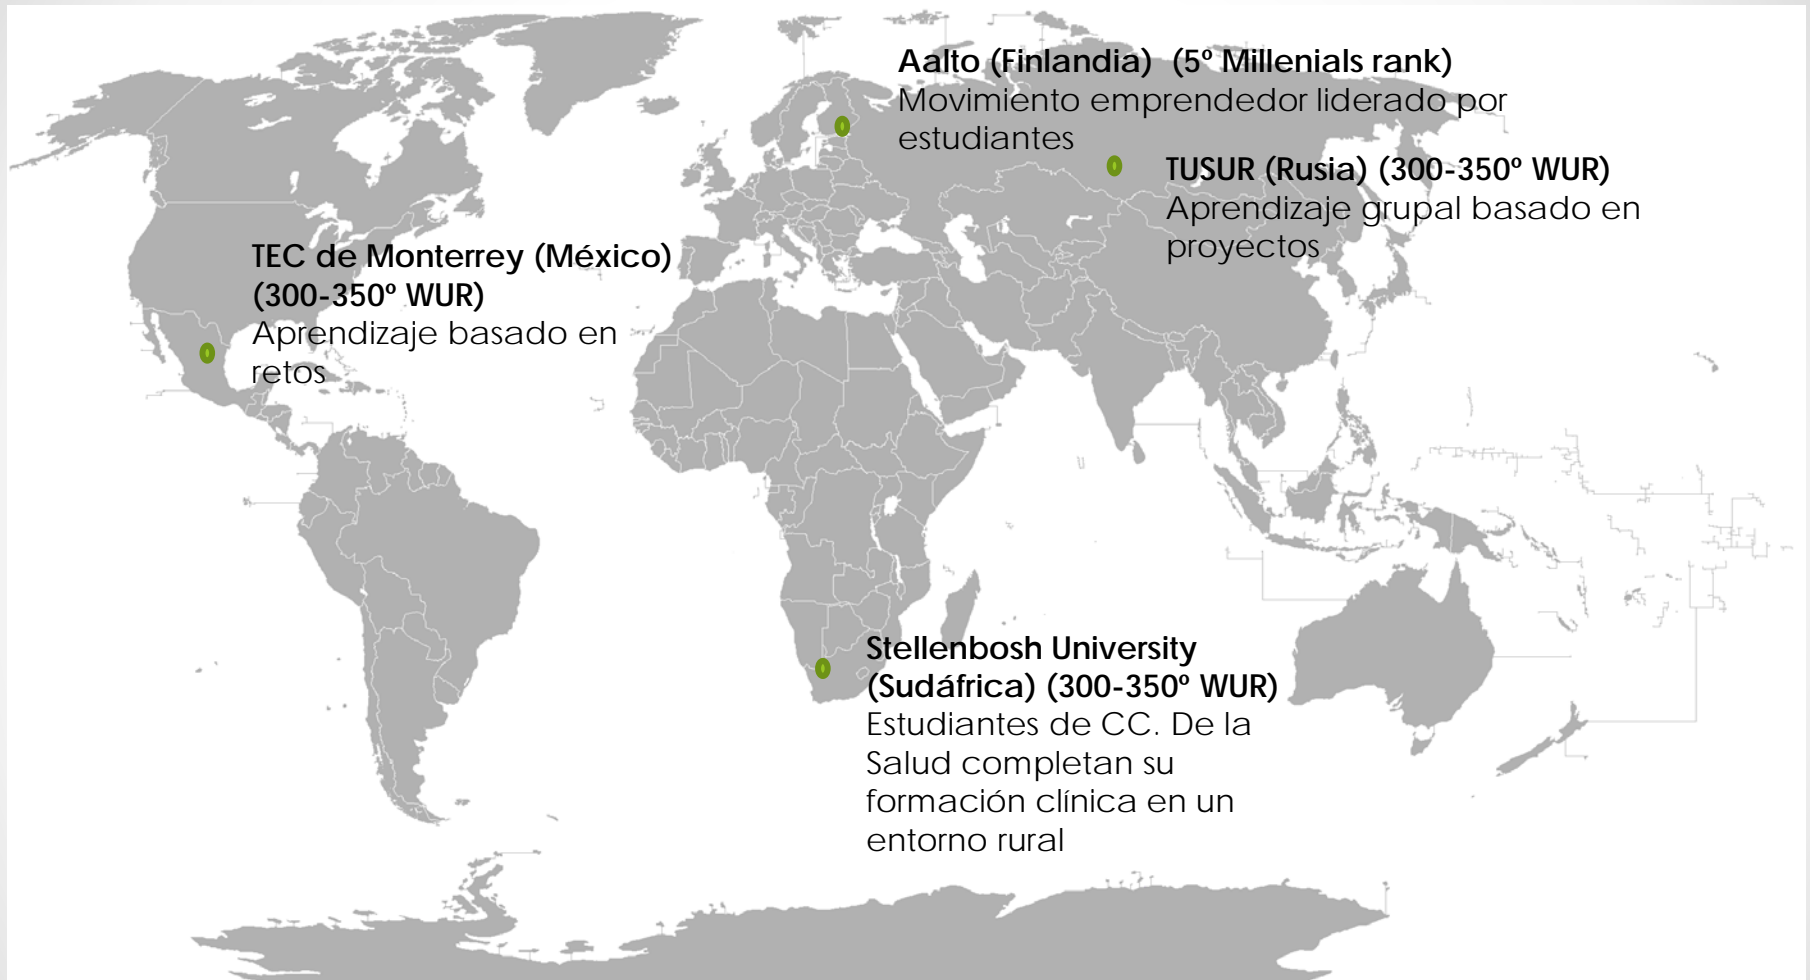 Aalto (Finlandia) (5º Millenials rank)
Movimiento emprendedor liderado por
estudiantes
TUSUR (Rusia) (300-350º WUR)
Aprendizaje grupal basado en
proyectos
TEC de Monterrey (México)
(300-350º WUR)
Aprendizaje basado en
retos
Stellenbosh University
(Sudáfrica) (300-350º WUR)
Estudiantes de CC. De la
Salud completan su
formación clínica en un
entorno rural